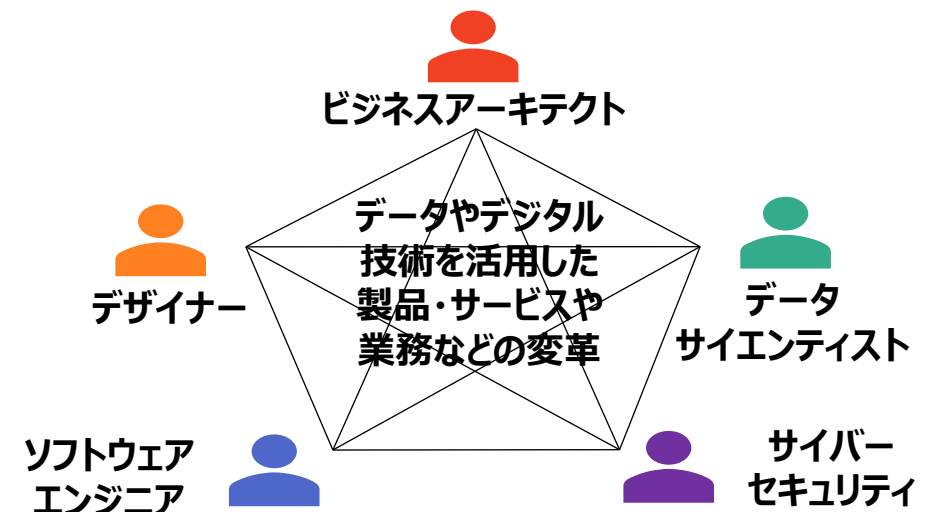 ビジネスアーキテクト
データやデジタル
技術を活用した
製品・サービスや
業務などの変革
デザイナー
データ
サイエンティスト
ソフトウェア
エンジニア
サイバー
セキュリティ